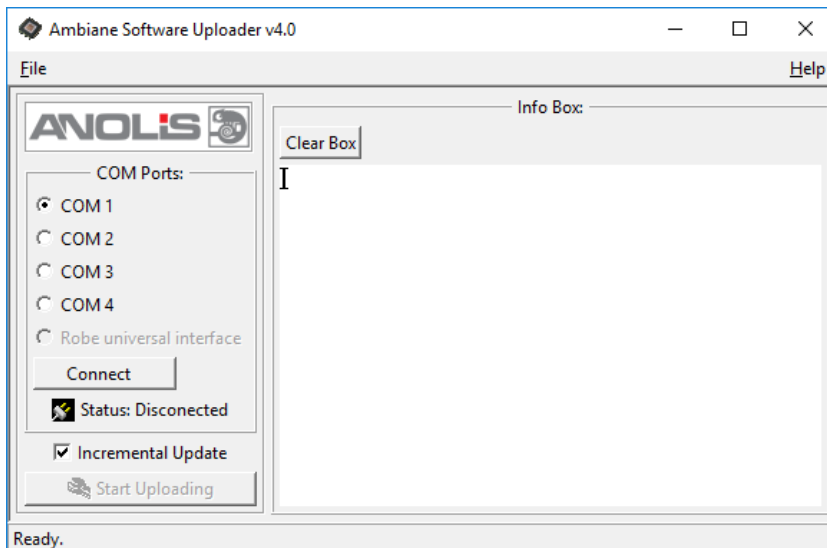 Ambiane Software Uploader v4.0
File
Help
ANOLiS
COM Ports:
COM 1
COM 2
COM 3
COM 4
Robe universal interface
Connect
Status: Disconected
Incremental Update
Start Uploading
Info Box:
Clear Box
Ready.